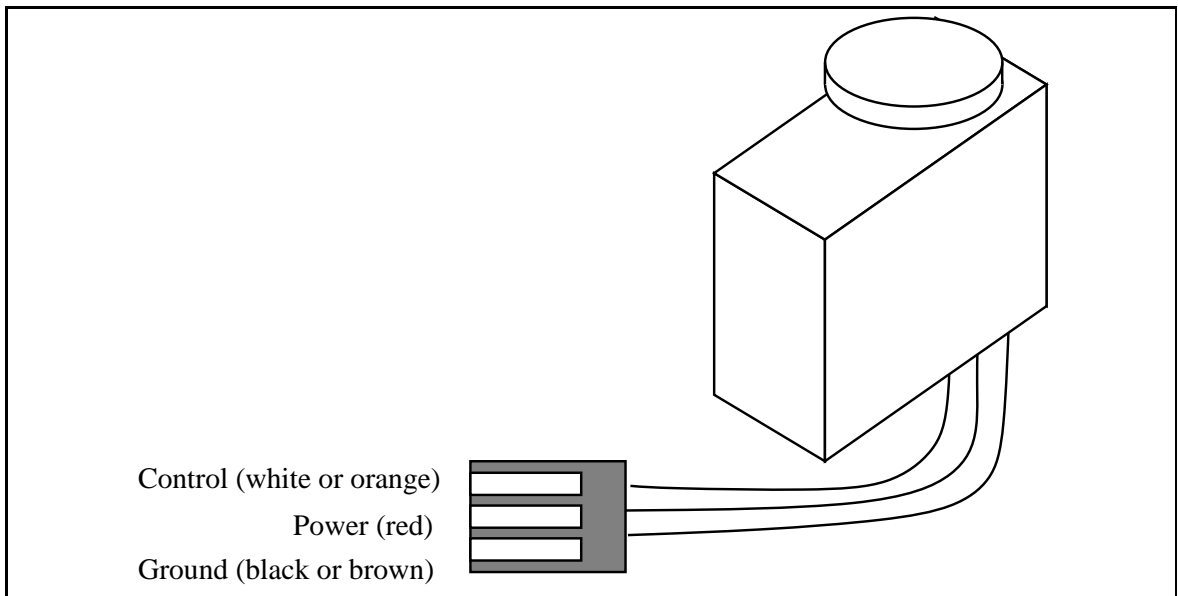 Control (white or orange)
Power (red)
Ground (black or brown)